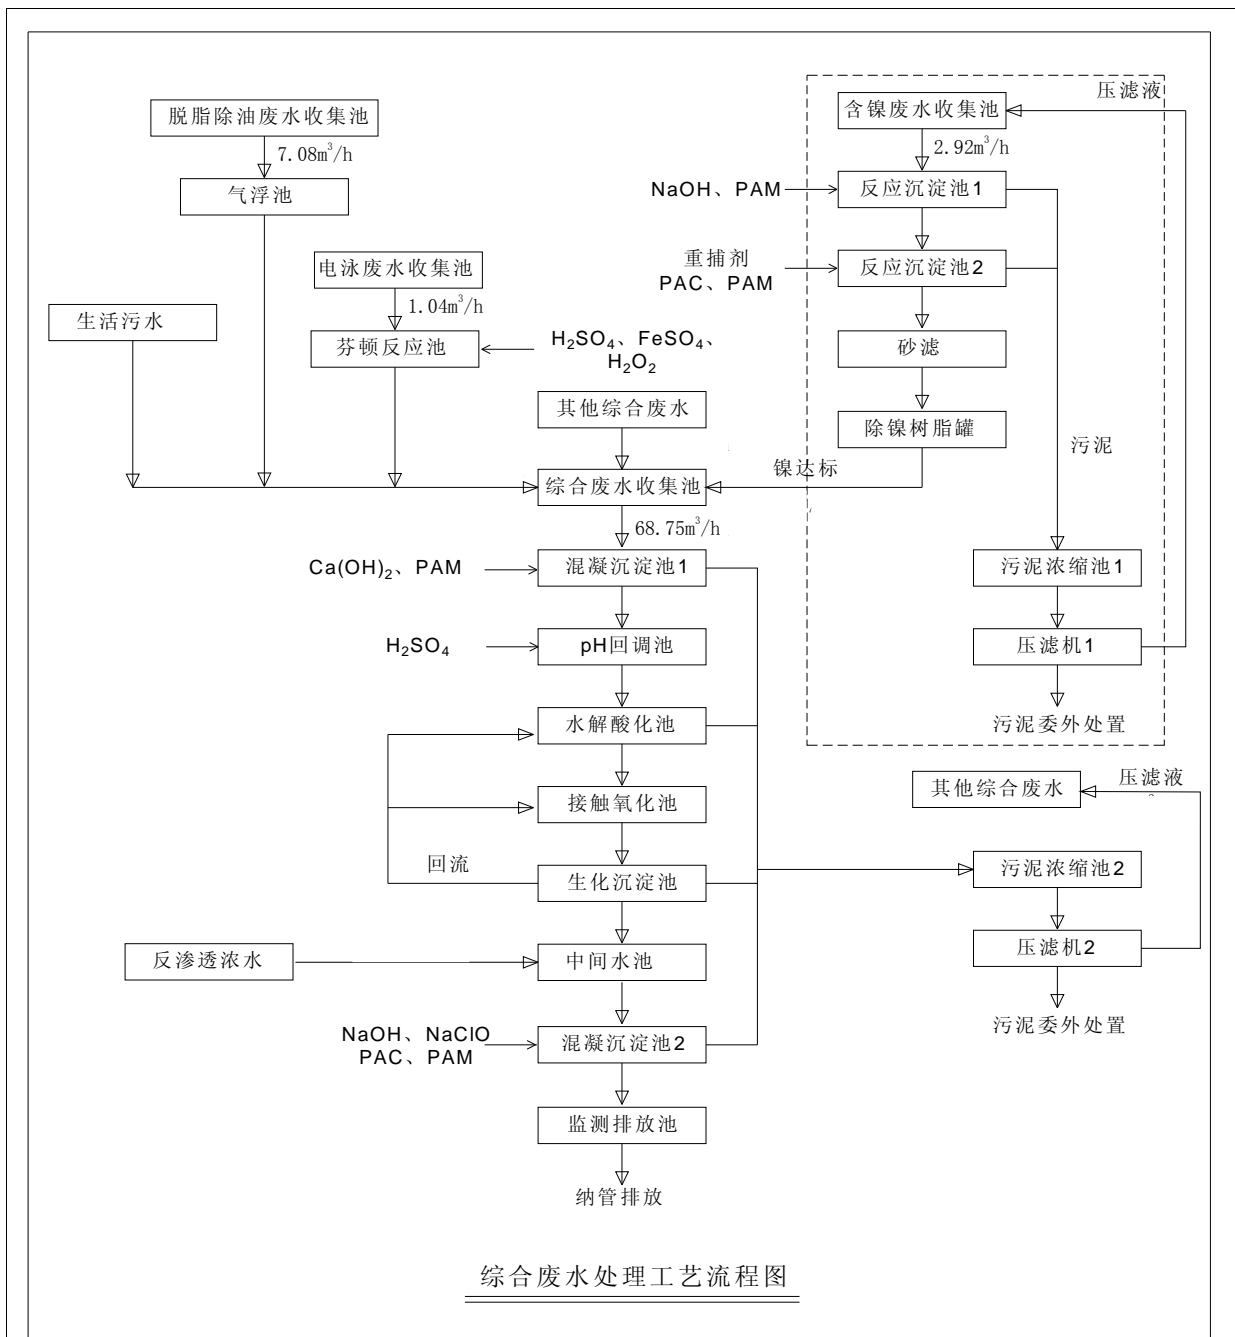 压滤液
脱脂除油废水收集池
含镍废水收集池
7.08m³/h
2.92m³/h
气浮池
NaOH、PAM
反应沉淀池1
电泳废水收集池
重捕剂
PAC、PAM
反应沉淀池2
1.04m³/h
生活污水
芬顿反应池
H₂SO₄、FeSO₄、
H₂O₂
砂滤
其他综合废水
除镍树脂罐
污泥
镍达标
综合废水收集池
68.75m³/h
Ca(OH)₂、PAM
混凝沉淀池1
污泥浓缩池1
H₂SO₄
pH回调池
压滤机1
水解酸化池
污泥委外处置
压滤液
其他综合废水
接触氧化池
回流
生化沉淀池
污泥浓缩池2
反渗透浓水
中间水池
压滤机2
污泥委外处置
NaOH、NaClO
PAC、PAM
混凝沉淀池2
监测排放池
纳管排放
综合废水处理工艺流程图